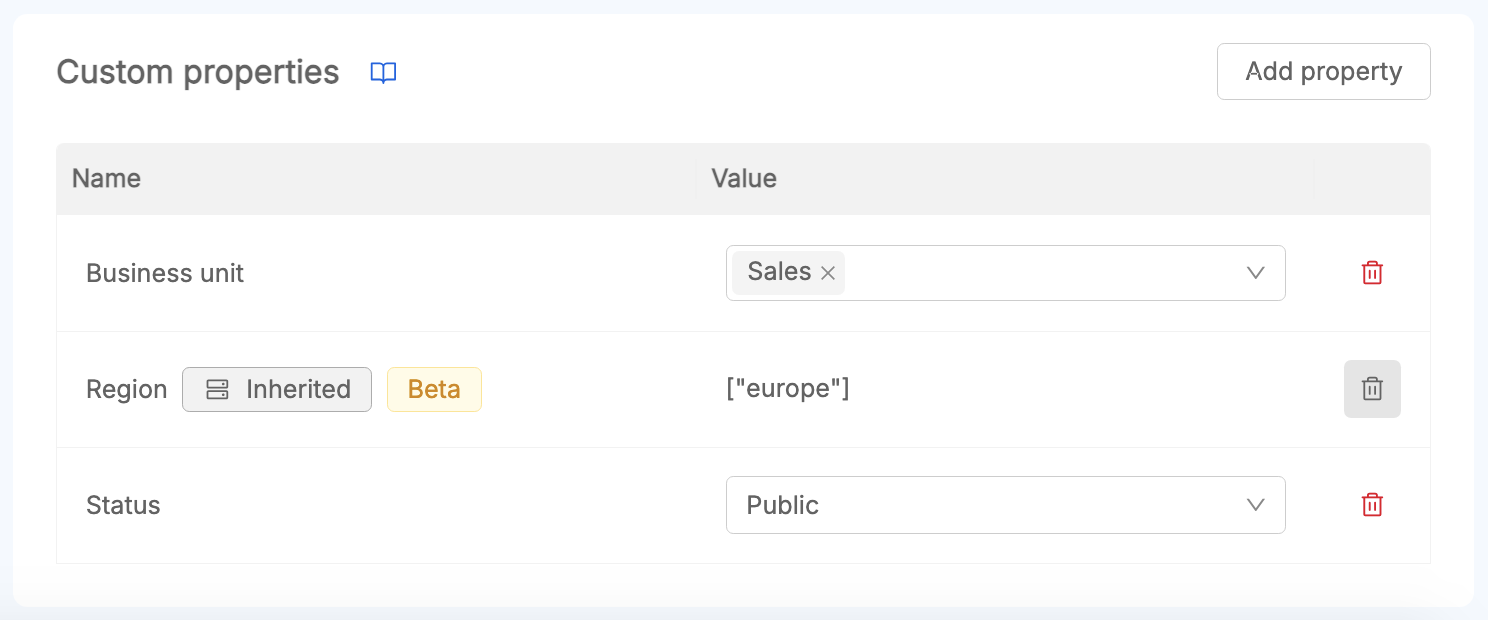 Custom properties
Add property
Name Value
Business unit Sales
Region Inherited Beta ["europe"]
Status Public